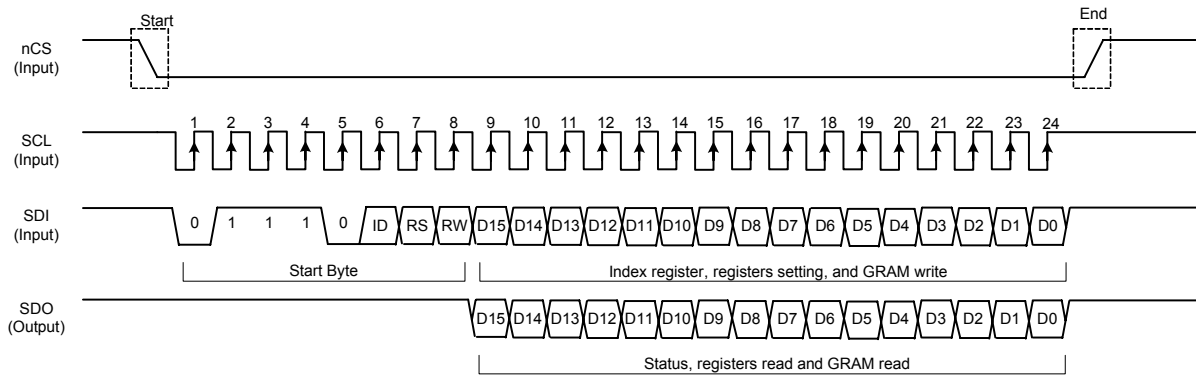 Start
End
nCS
(Input)
1 2 3 4 5 6 7 8 9 10 11 12 13 14 15 16 17 18 19 20 21 22 23 24
SCL
(Input)
SDI
(Input)
0 1 1 1 0 ID RS RW D15 D14 D13 D12 D11 D10 D9 D8 D7 D6 D5 D4 D3 D2 D1 D0
Start Byte
Index register, registers setting, and GRAM write
SDO
(Output)
D15 D14 D13 D12 D11 D10 D9 D8 D7 D6 D5 D4 D3 D2 D1 D0
Status, registers read and GRAM read